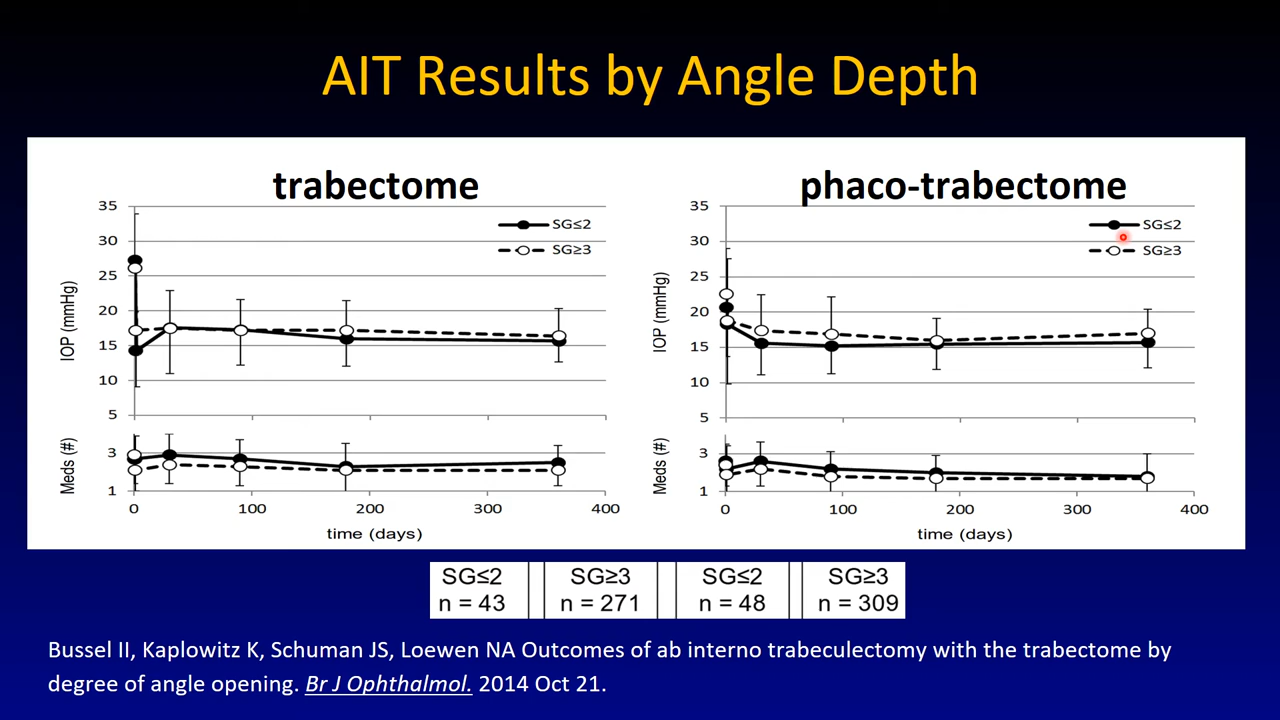 AIT Results by Angle Depth
trabectome
35
30
25
20
15
10
5
IOP (mmHg)
SG≤2
SG≥3
3
1
Meds (#)
0
100
200
300
400
time (days)
phaco-trabectome
35
30
25
20
15
10
5
IOP (mmHg)
SG≤2
SG≥3
3
1
Meds (#)
0
100
200
300
400
time (days)
SG≤2
n = 43
SG≥3
n = 271
SG≤2
n = 48
SG≥3
n = 309
Bussel II, Kaplowitz K, Schuman JS, Loewen NA Outcomes of ab interno trabeculectomy with the trabectome by
degree of angle opening. Br J Ophthalmol. 2014 Oct 21.